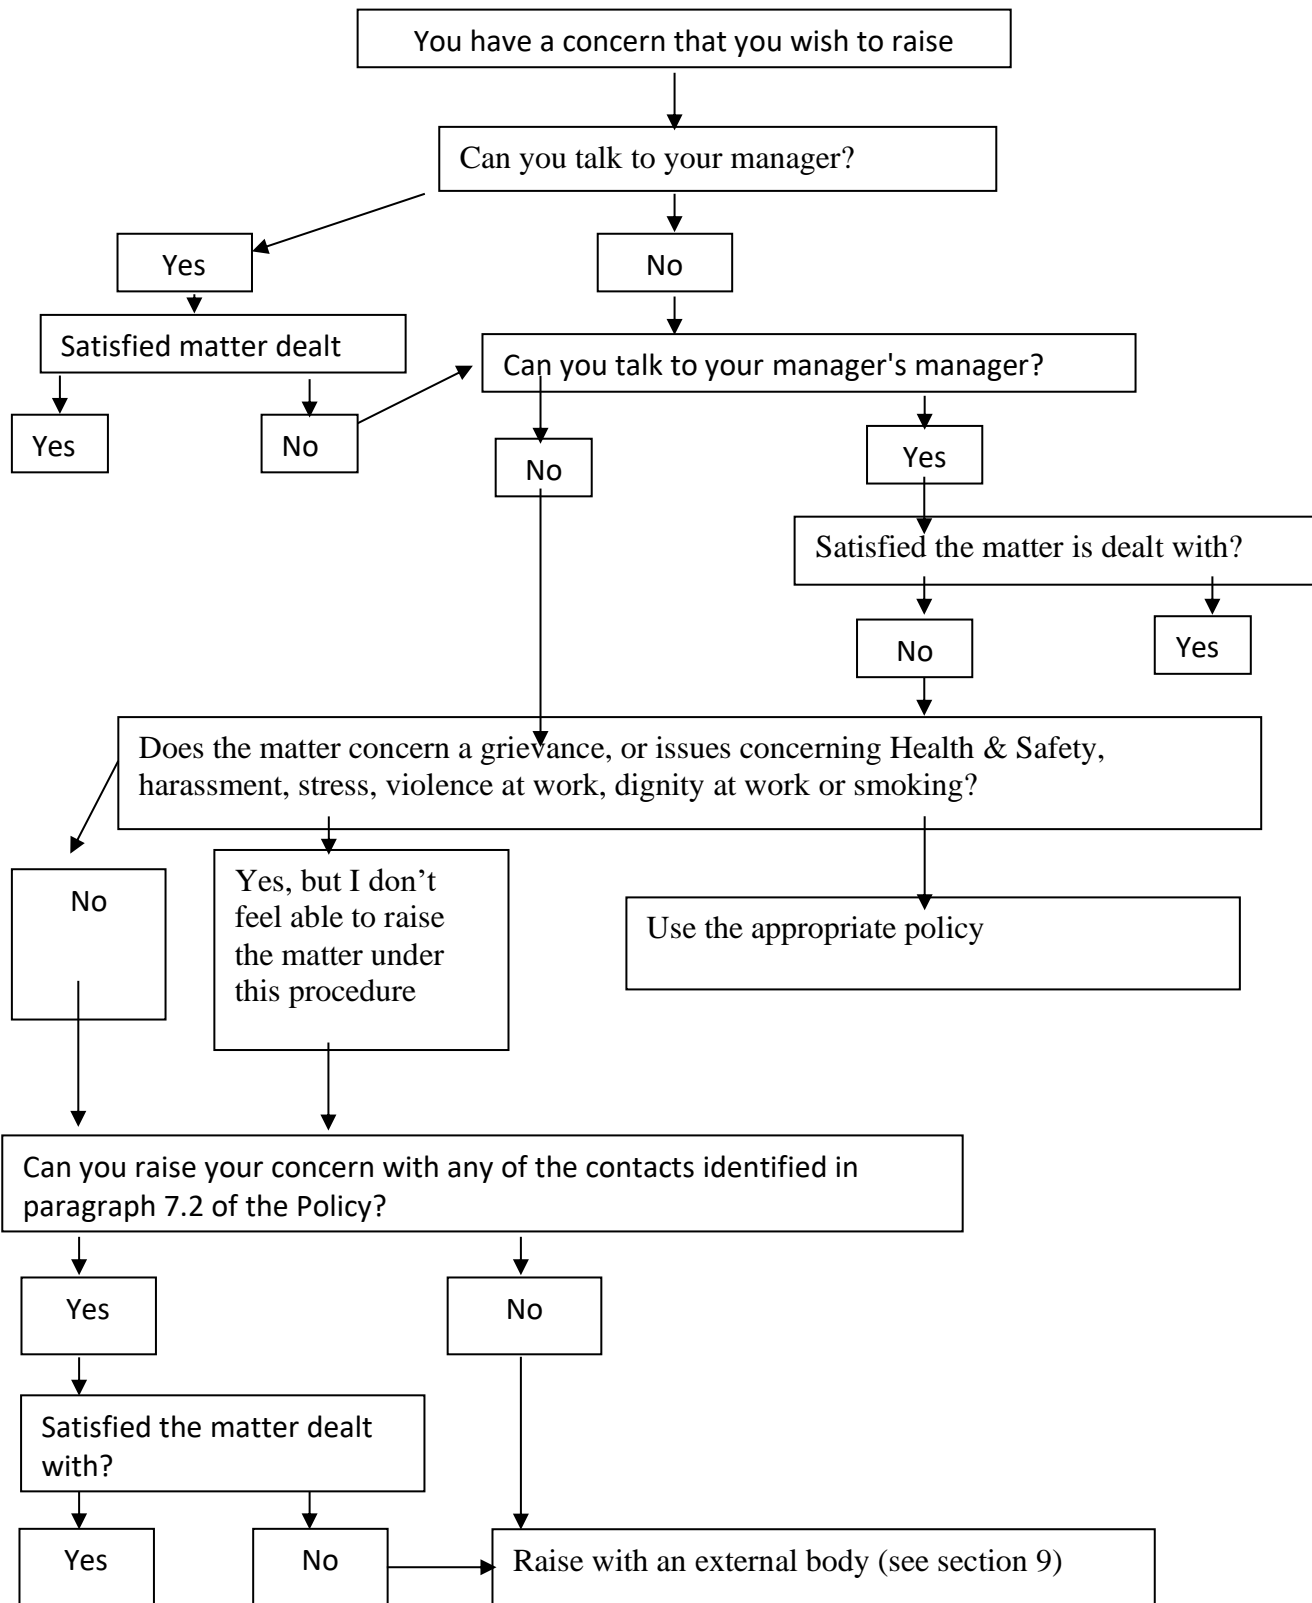 You have a concern that you wish to raise
Can you talk to your manager?
Yes
No
Satisfied matter dealt
Can you talk to your manager's manager?
Yes
No
No
Yes
Satisfied the matter is dealt with?
No
Yes
Does the matter concern a grievance, or issues concerning Health & Safety,
harassment, stress, violence at work, dignity at work or smoking?
No
Yes, but I don’t
feel able to raise
the matter under
this procedure
Use the appropriate policy
Can you raise your concern with any of the contacts identified in
paragraph 7.2 of the Policy?
Yes
No
Satisfied the matter dealt
with?
Yes
No
Raise with an external body (see section 9)